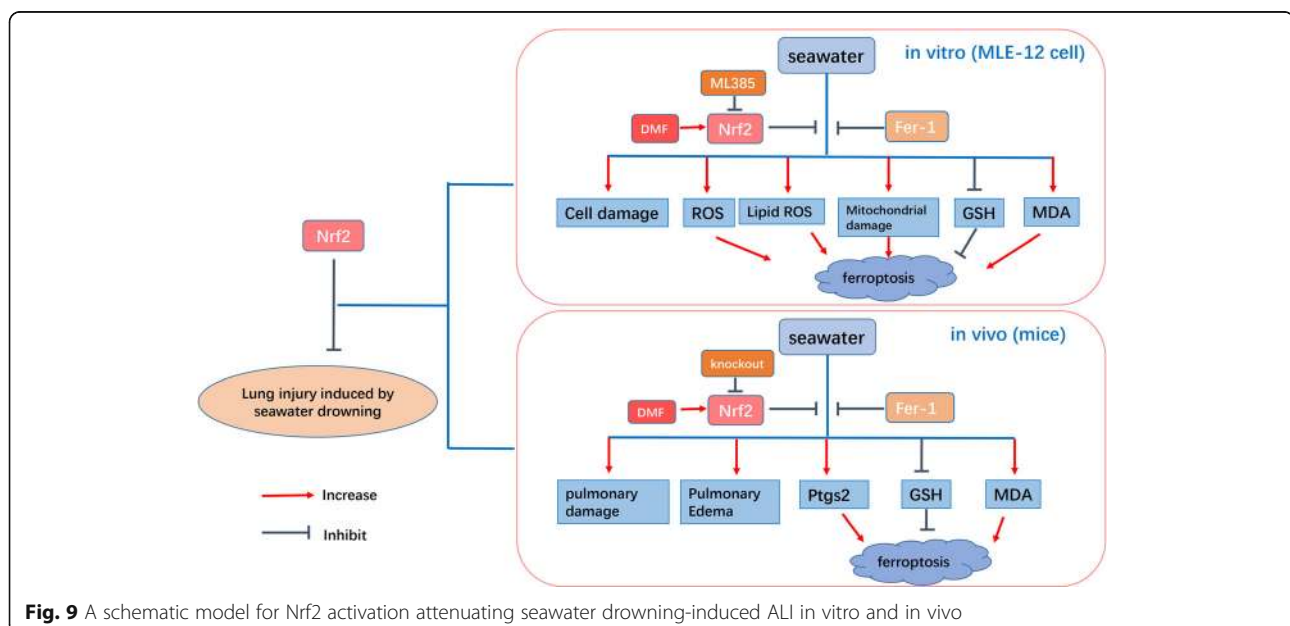 seawater
in vitro (MLE-12 cell)
ML385
DMF
Nrf2
Fer-1
Cell damage
ROS
Lipid ROS
Mitochondrial
damage
GSH
MDA
ferroptosis
Nrf2
Lung injury induced by
seawater drowning
Increase
Inhibit
seawater
in vivo (mice)
knockout
DMF
Nrf2
Fer-1
pulmonary
damage
Pulmonary
Edema
Ptgs2
GSH
MDA
ferroptosis
Fig. 9 A schematic model for Nrf2 activation attenuating seawater drowning-induced ALI in vitro and in vivo